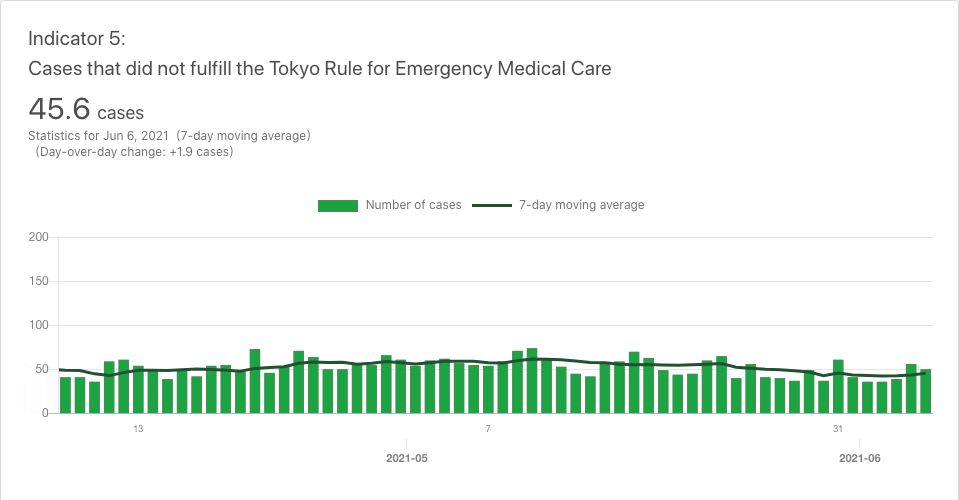 Indicator 5:
Cases that did not fulfill the Tokyo Rule for Emergency Medical Care
45.6 cases
Statistics for Jun 6, 2021 (7-day moving average)
(Day-over-day change: +1.9 cases)
Number of cases 7-day moving average
200
150
100
50
0
13 7 31
2021-05 2021-06